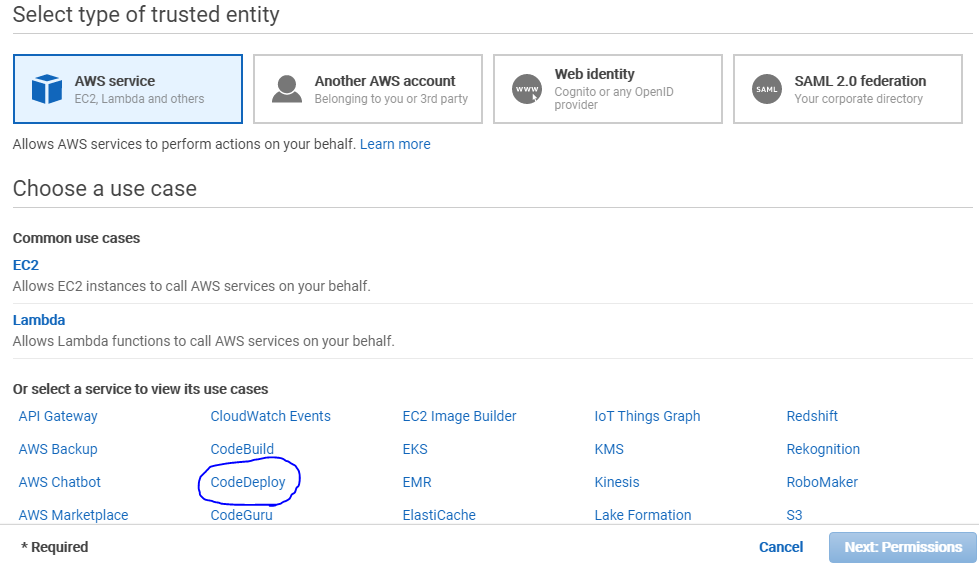 Select type of trusted entity
AWS service
EC2, Lambda and others
Another AWS account
Belonging to you or 3rd party
www
Web identity
Cognito or any OpenID
provider
SAML
SAML 2.0 federation
Your corporate directory
Allows AWS services to perform actions on your behalf. Learn more
Choose a use case
Common use cases
EC2
Allows EC2 instances to call AWS services on your behalf.
Lambda
Allows Lambda functions to call AWS services on your behalf.
Or select a service to view its use cases
API Gateway CloudWatch Events EC2 Image Builder IoT Things Graph Redshift
AWS Backup CodeBuild EKS KMS Rekognition
AWS Chatbot CodeDeploy EMR Kinesis RoboMaker
AWS Marketplace CodeGuru ElastiCache Lake Formation S3
* Required Cancel Next: Permissions